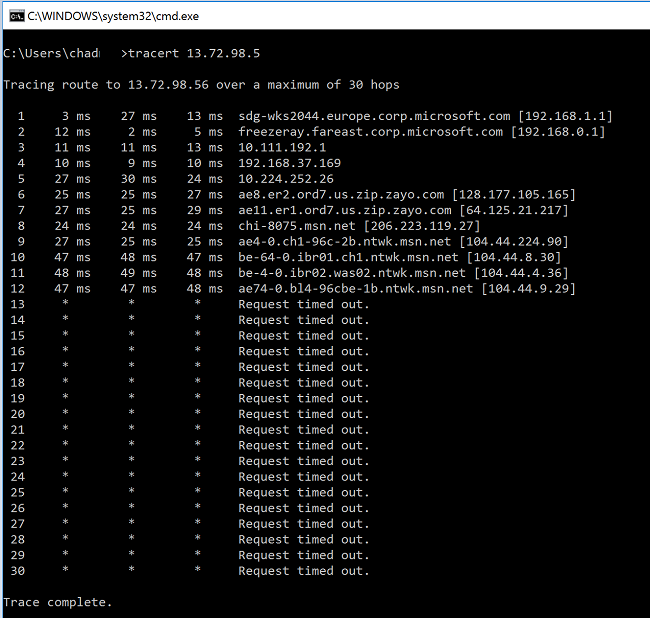 C:\WINDOWS\system32\cmd.exe
C:\Users\chad >tracert 13.72.98.5
Tracing route to 13.72.98.56 over a maximum of 30 hops
1 3 ms 27 ms 13 ms sdg-wks2044.europe.corp.microsoft.com [192.168.1.1]
2 12 ms 2 ms 5 ms freezeray.fareast.corp.microsoft.com [192.168.0.1]
3 11 ms 11 ms 13 ms 10.111.192.1
4 10 ms 9 ms 10 ms 192.168.37.169
5 27 ms 30 ms 24 ms 10.224.252.26
6 25 ms 25 ms 27 ms ae8.er2.ord7.us.zip.zayo.com [128.177.105.165]
7 27 ms 25 ms 29 ms ae11.er1.ord7.us.zip.zayo.com [64.125.21.217]
8 24 ms 24 ms 24 ms chi-8075.msn.net [206.223.119.27]
9 27 ms 25 ms 25 ms ae4-0.ch1-96c-2b.ntwk.msn.net [104.44.224.90]
10 47 ms 48 ms 47 ms be-64-0.ibr01.ch1.ntwk.msn.net [104.44.8.30]
11 48 ms 49 ms 48 ms be-4-0.ibr02.was02.ntwk.msn.net [104.44.4.36]
12 47 ms 47 ms 48 ms ae74-0.bl4-96cbe-1b.ntwk.msn.net [104.44.9.29]
13 * * * Request timed out.
14 * * * Request timed out.
15 * * * Request timed out.
16 * * * Request timed out.
17 * * * Request timed out.
18 * * * Request timed out.
19 * * * Request timed out.
20 * * * Request timed out.
21 * * * Request timed out.
22 * * * Request timed out.
23 * * * Request timed out.
24 * * * Request timed out.
25 * * * Request timed out.
26 * * * Request timed out.
27 * * * Request timed out.
28 * * * Request timed out.
29 * * * Request timed out.
30 * * * Request timed out.
Trace complete.